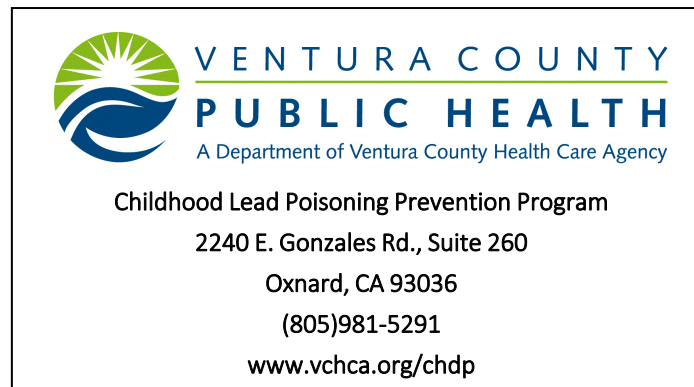 VENTURA COUNTY
PUBLIC HEALTH
A Department of Ventura County Health Care Agency
Childhood Lead Poisoning Prevention Program
2240 E. Gonzales Rd., Suite 260
Oxnard, CA 93036
(805)981-5291
www.vchca.org/chdp